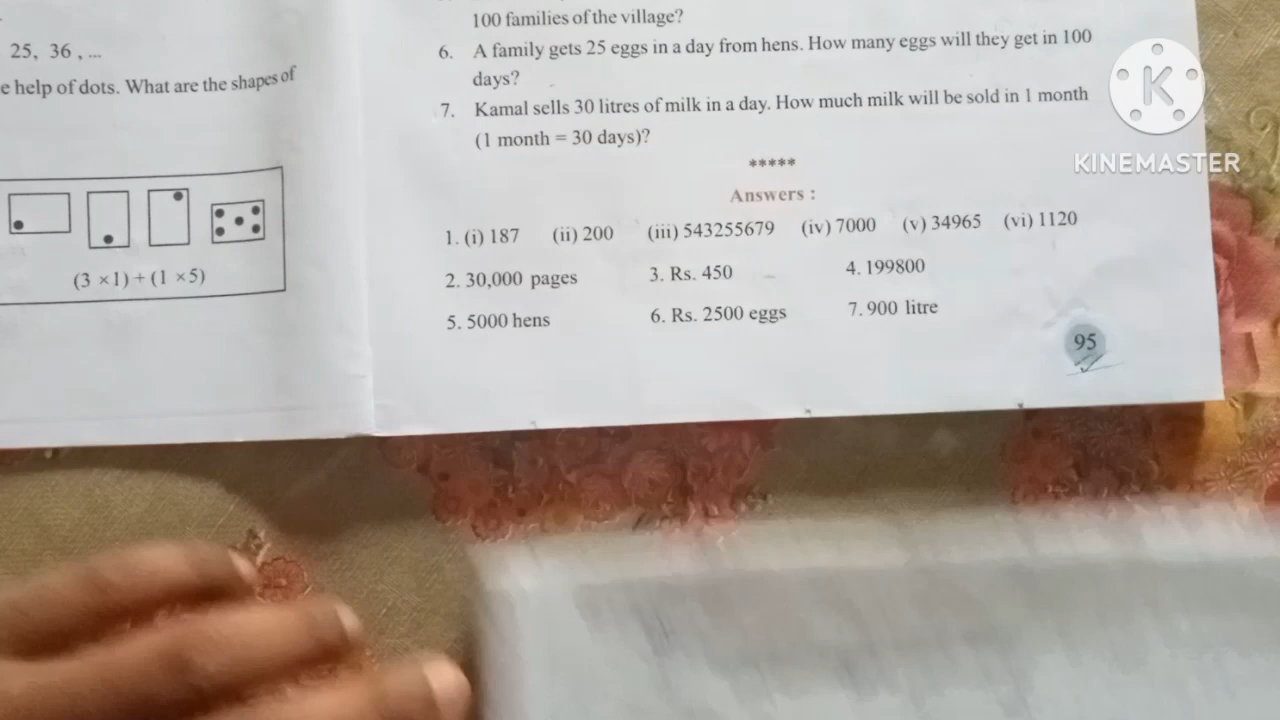 25, 36 , ...
e help of dots. What are the shapes of
(3 ×1) + (1 ×5)
100 families of the village?
6. A family gets 25 eggs in a day from hens. How many eggs will they get in 100
days?
7. Kamal sells 30 litres of milk in a day. How much milk will be sold in 1 month
(1 month = 30 days)?
*****
Answers :
1. (i) 187 (ii) 200 (iii) 543255679 (iv) 7000 (v) 34965 (vi) 1120
2. 30,000 pages 3. Rs. 450 4. 199800
5. 5000 hens 6. Rs. 2500 eggs 7. 900 litre
95
K
KINEMASTER